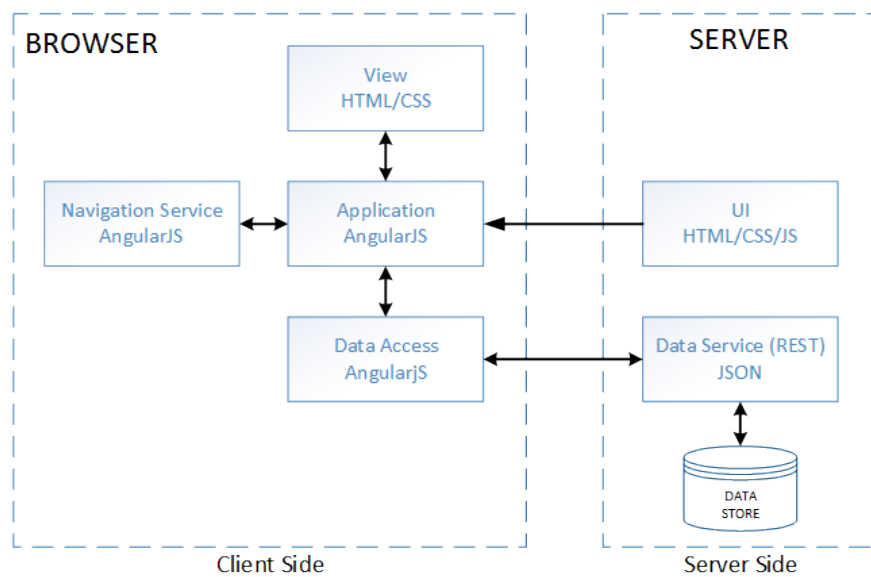 BROWSER
SERVER
View
HTML/CSS
Navigation Service
AngularJS
Application
AngularJS
UI
HTML/CSS/JS
Data Access
AngularjS
Data Service (REST)
JSON
DATA
STORE
Client Side
Server Side